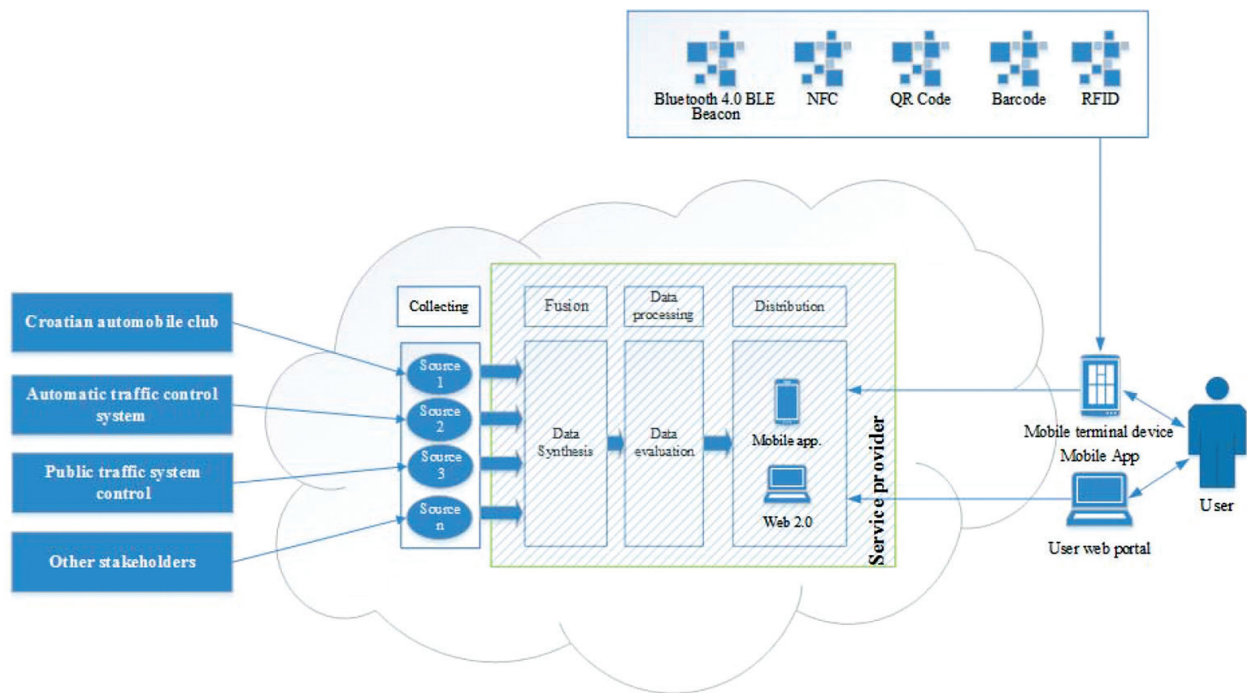 Bluetooth 4.0 BLE
Beacon
NFC
QR Code
Barcode
RFID
Collecting
Fusion
Data
processing
Distribution
Croatian automobile club
Automatic traffic control
system
Public traffic system
control
Other stakeholders
Source
1
Source
2
Source
3
Source
n
Data
Synthesis
Data
evaluation
Mobile app.
Web 2.0
Service provider
Mobile terminal device
Mobile App
User web portal
User